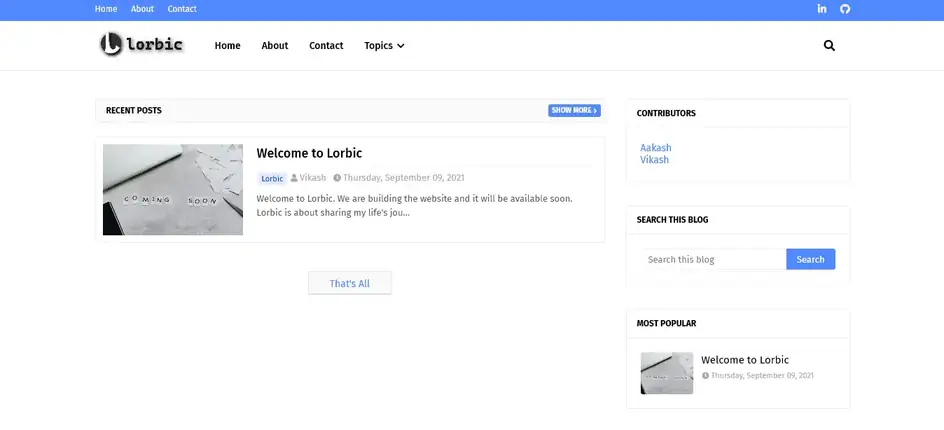 Home About Contact
lorbic
Home About Contact Topics
RECENT POSTS
SHOW MORE
COMING SOON
Welcome to Lorbic
Lorbic Vikash Thursday, September 09, 2021
Welcome to Lorbic. We are building the website and it will be available soon.
Lorbic is about sharing my life's jou...
That's All
CONTRIBUTORS
Aakash
Vikash
SEARCH THIS BLOG
Search this blog Search
MOST POPULAR
Welcome to Lorbic
Thursday, September 09, 2021